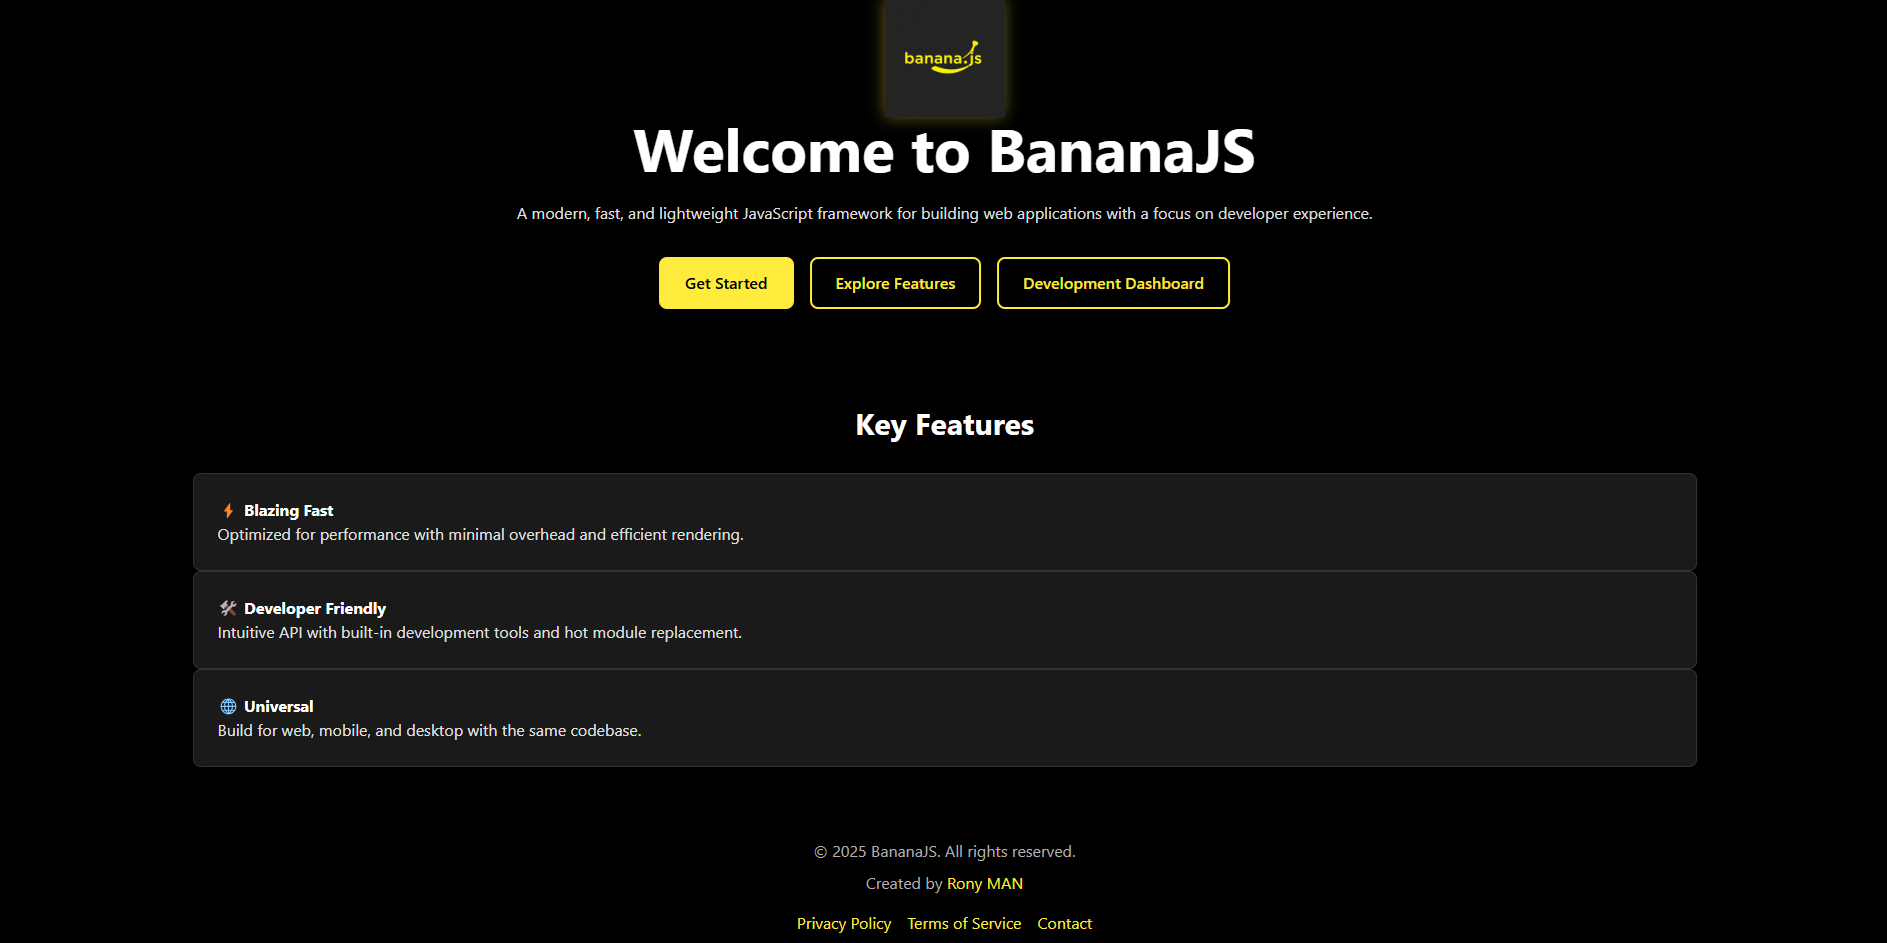 banana.js
Welcome to BananaJS
A modern, fast, and lightweight JavaScript framework for building web applications with a focus on developer experience.
Get Started
Explore Features
Development Dashboard
Key Features
⚡ Blazing Fast
Optimized for performance with minimal overhead and efficient rendering.
🛠️ Developer Friendly
Intuitive API with built-in development tools and hot module replacement.
🌐 Universal
Build for web, mobile, and desktop with the same codebase.
© 2025 BananaJS. All rights reserved.
Created by Rony MAN
Privacy Policy Terms of Service Contact